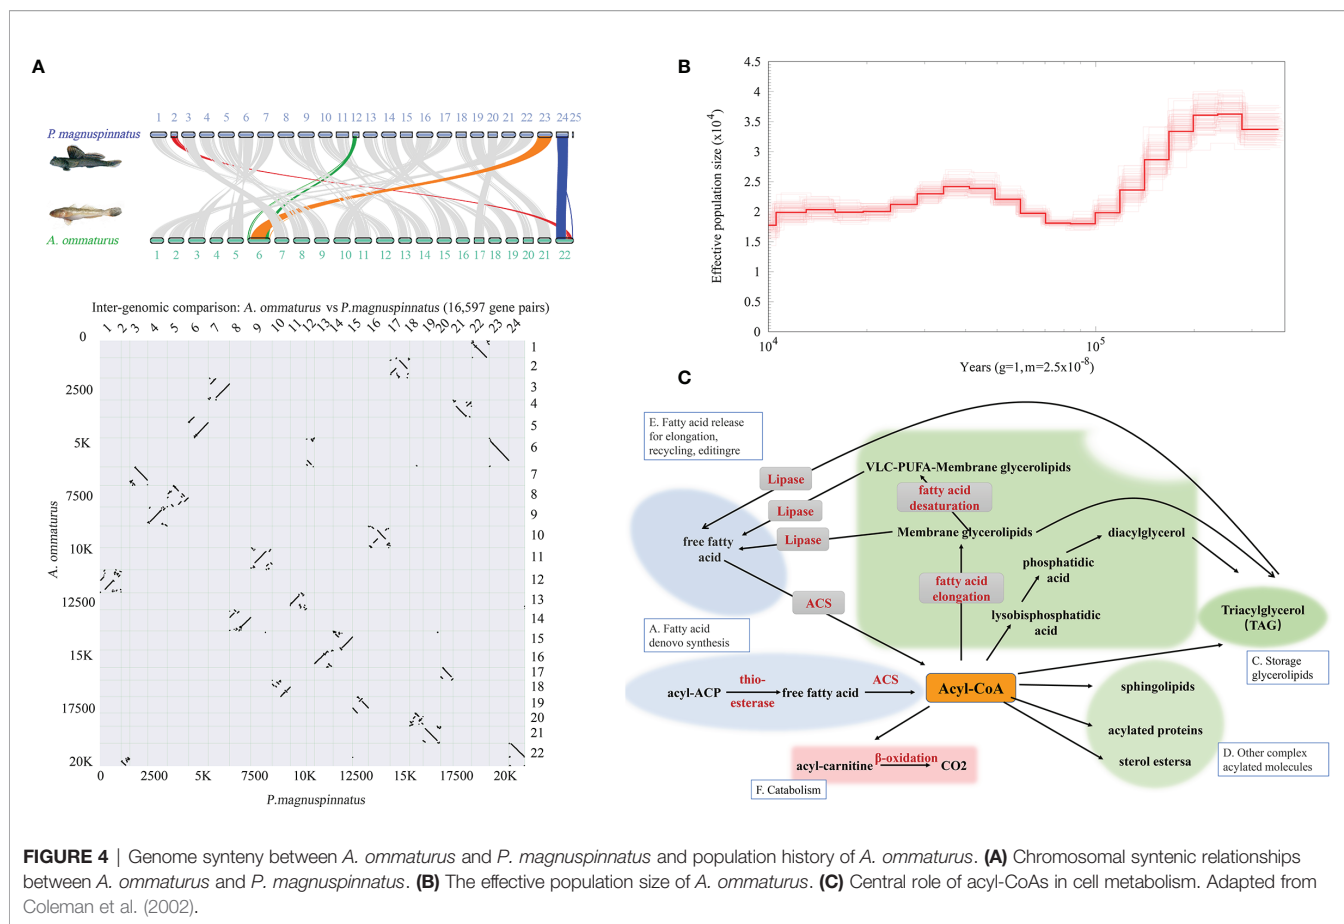 A
1 2 3 4 5 6 7 8 9 10 11 12 13 14 15 16 17 18 19 20 21 22 23 24 25
P. magnuspinnatus
A. ommaturus
1 2 3 4 5 6 7 8 9 10 11 12 13 14 15 16 17 18 19 20 21 22
Inter-genomic comparison: A. ommaturus vs P.magnuspinnatus (16,597 gene pairs)
1 2 3 4 5 6 7 8 9 10 11 12 13 14 15 16 17 18 19 20 21 22 23 24
0
2500
5K
7500
10K
12500
15K
17500
20K
A. ommaturus
1
2
3
4
5
6
7
8
9
10
11
12
13
14
15
16
17
18
19
20
21
22
0 2500 5K 7500 10K 12500 15K 17500 20K
P.magnuspinnatus
B
4.5
4
3.5
3
2.5
2
1.5
1
0.5
0
Effective population size (x10⁴)
10⁴ 10⁵
Years (g=1,m=2.5x10⁻⁸)
C
E. Fatty acid release
for elongation,
recycling, editingre
Lipase
VLC-PUFA-Membrane glycerolipids
fatty acid
desaturation
Lipase
Lipase
Membrane glycerolipids
diacylglycerol
free fatty
acid
phosphatidic
acid
fatty acid
elongation
ACS
lysobisphosphatidic
acid
Triacylglycerol
(TAG)
A. Fatty acid
denovo synthesis
C. Storage
glycerolipids
acyl-ACP
thio-
esterase
free fatty acid
ACS
Acyl-CoA
sphingolipids
acylated proteins
sterol estersa
D. Other complex
acylated molecules
acyl-carnitine
β-oxidation
CO2
F. Catabolism
FIGURE 4 | Genome synteny between A. ommaturus and P. magnuspinnatus and population history of A. ommaturus. (A) Chromosomal syntenic relationships
between A. ommaturus and P. magnuspinnatus. (B) The effective population size of A. ommaturus. (C) Central role of acyl-CoAs in cell metabolism. Adapted from
Coleman et al. (2002).